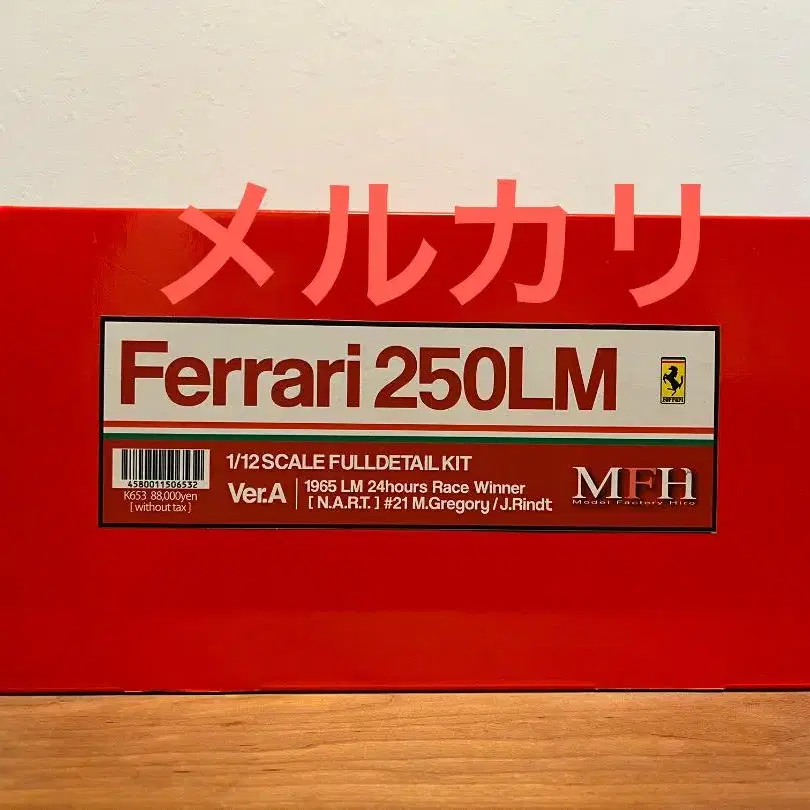 メルカリ
Ferrari 250LM
Ferrari
1/12 SCALE FULLDETAIL KIT
4580011506532
K653 88,000yen
[ without tax ]
Ver.A
1965 LM 24hours Race Winner
[ N.A.R.T. ] #21 M.Gregory / J.Rindt
MFH
Model Factory Hiro